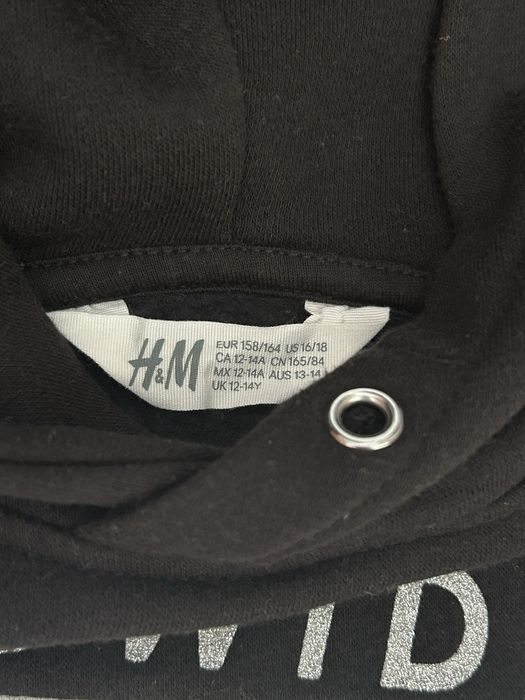 H&M
EUR 158/164 US 16/18
CA 12-14A CN 165/84
MX 12-14A AUS 13-14
UK 12-14Y
WID